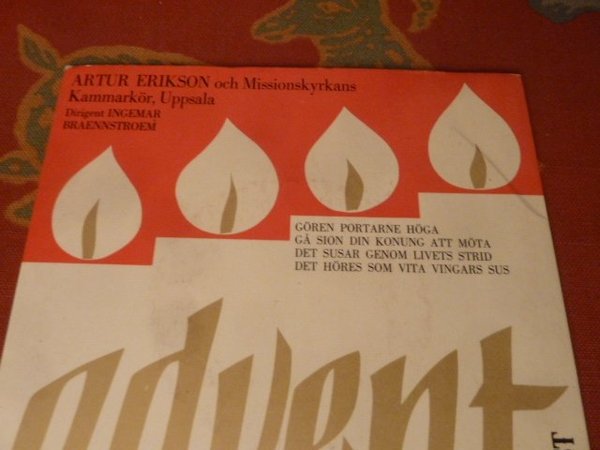 ARTUR ERIKSON och Missionskyrkans
Kammarkör, Uppsala
Dirigent INGEMAR
BRAENNSTROEM
GÖREN PORTARNE HÖGA
GÅ SION DIN KONUNG ATT MÖTA
DET SUSAR GENOM LIVETS STRID
DET HÖRES SOM VITA VINGARS SUS
advent